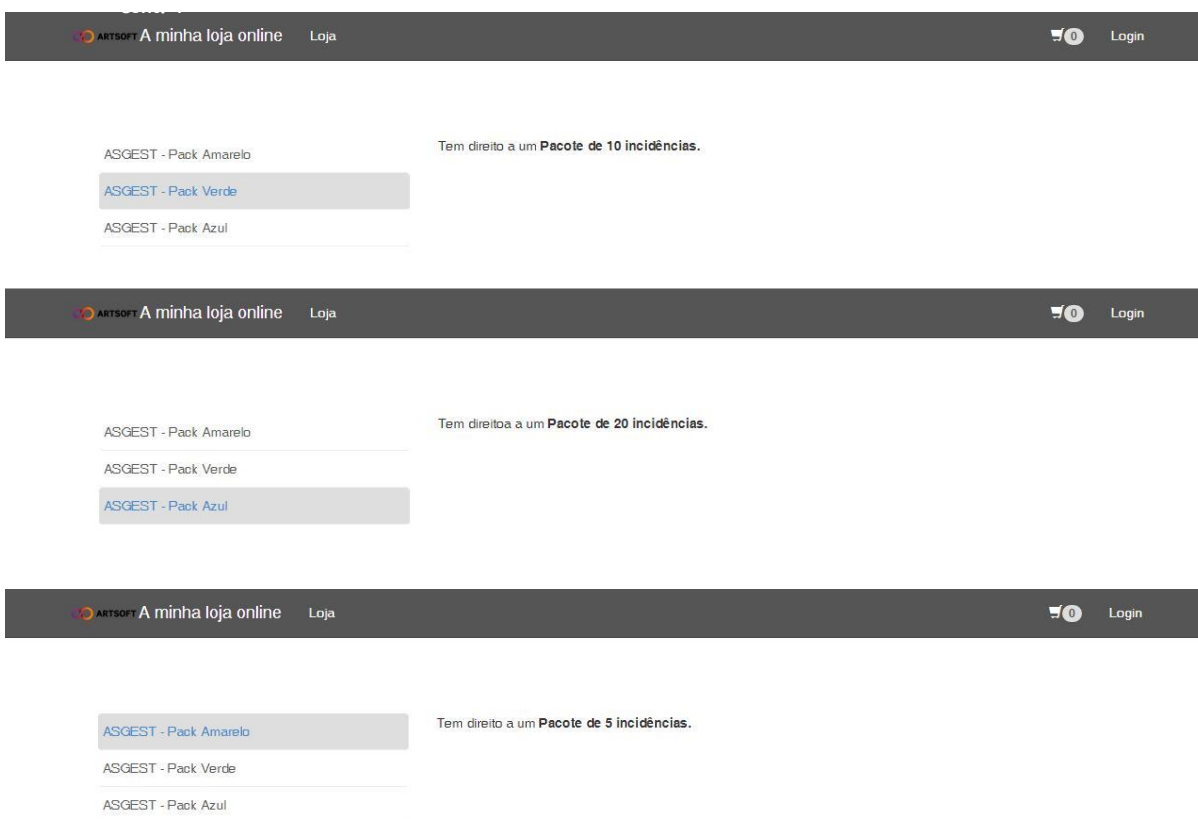 ARTSOFT A minha loja online Loja 0 Login
Tem direito a um Pacote de 10 incidências.
ASGEST - Pack Amarelo
ASGEST - Pack Verde
ASGEST - Pack Azul
ARTSOFT A minha loja online Loja 0 Login
Tem direitoa a um Pacote de 20 incidências.
ASGEST - Pack Amarelo
ASGEST - Pack Verde
ASGEST - Pack Azul
ARTSOFT A minha loja online Loja 0 Login
Tem direito a um Pacote de 5 incidências.
ASGEST - Pack Amarelo
ASGEST - Pack Verde
ASGEST - Pack Azul